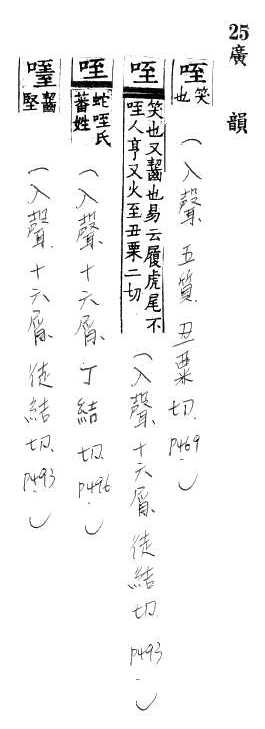 25 廣 韻
咥 笑也 (入聲 五質 丑栗切. p469.)
咥 笑也又齧也易云履虎尾不
咥人亨又火至丑栗二切 (入聲 十六屑 徒結切. p493.)
咥 蛇咥氏
蕃姓 (入聲 十六屑 丁結切. p496.)
齧
堅 (入聲 十六屑 徒結切. p493.)